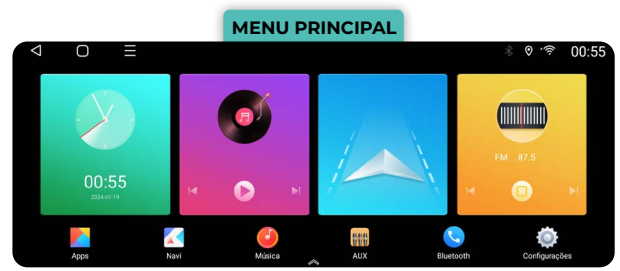 MENU PRINCIPAL
00:55
00:55
2024-01-19
FM 87.5
Apps
Navi
Música
AUX
Bluetooth
Configurações